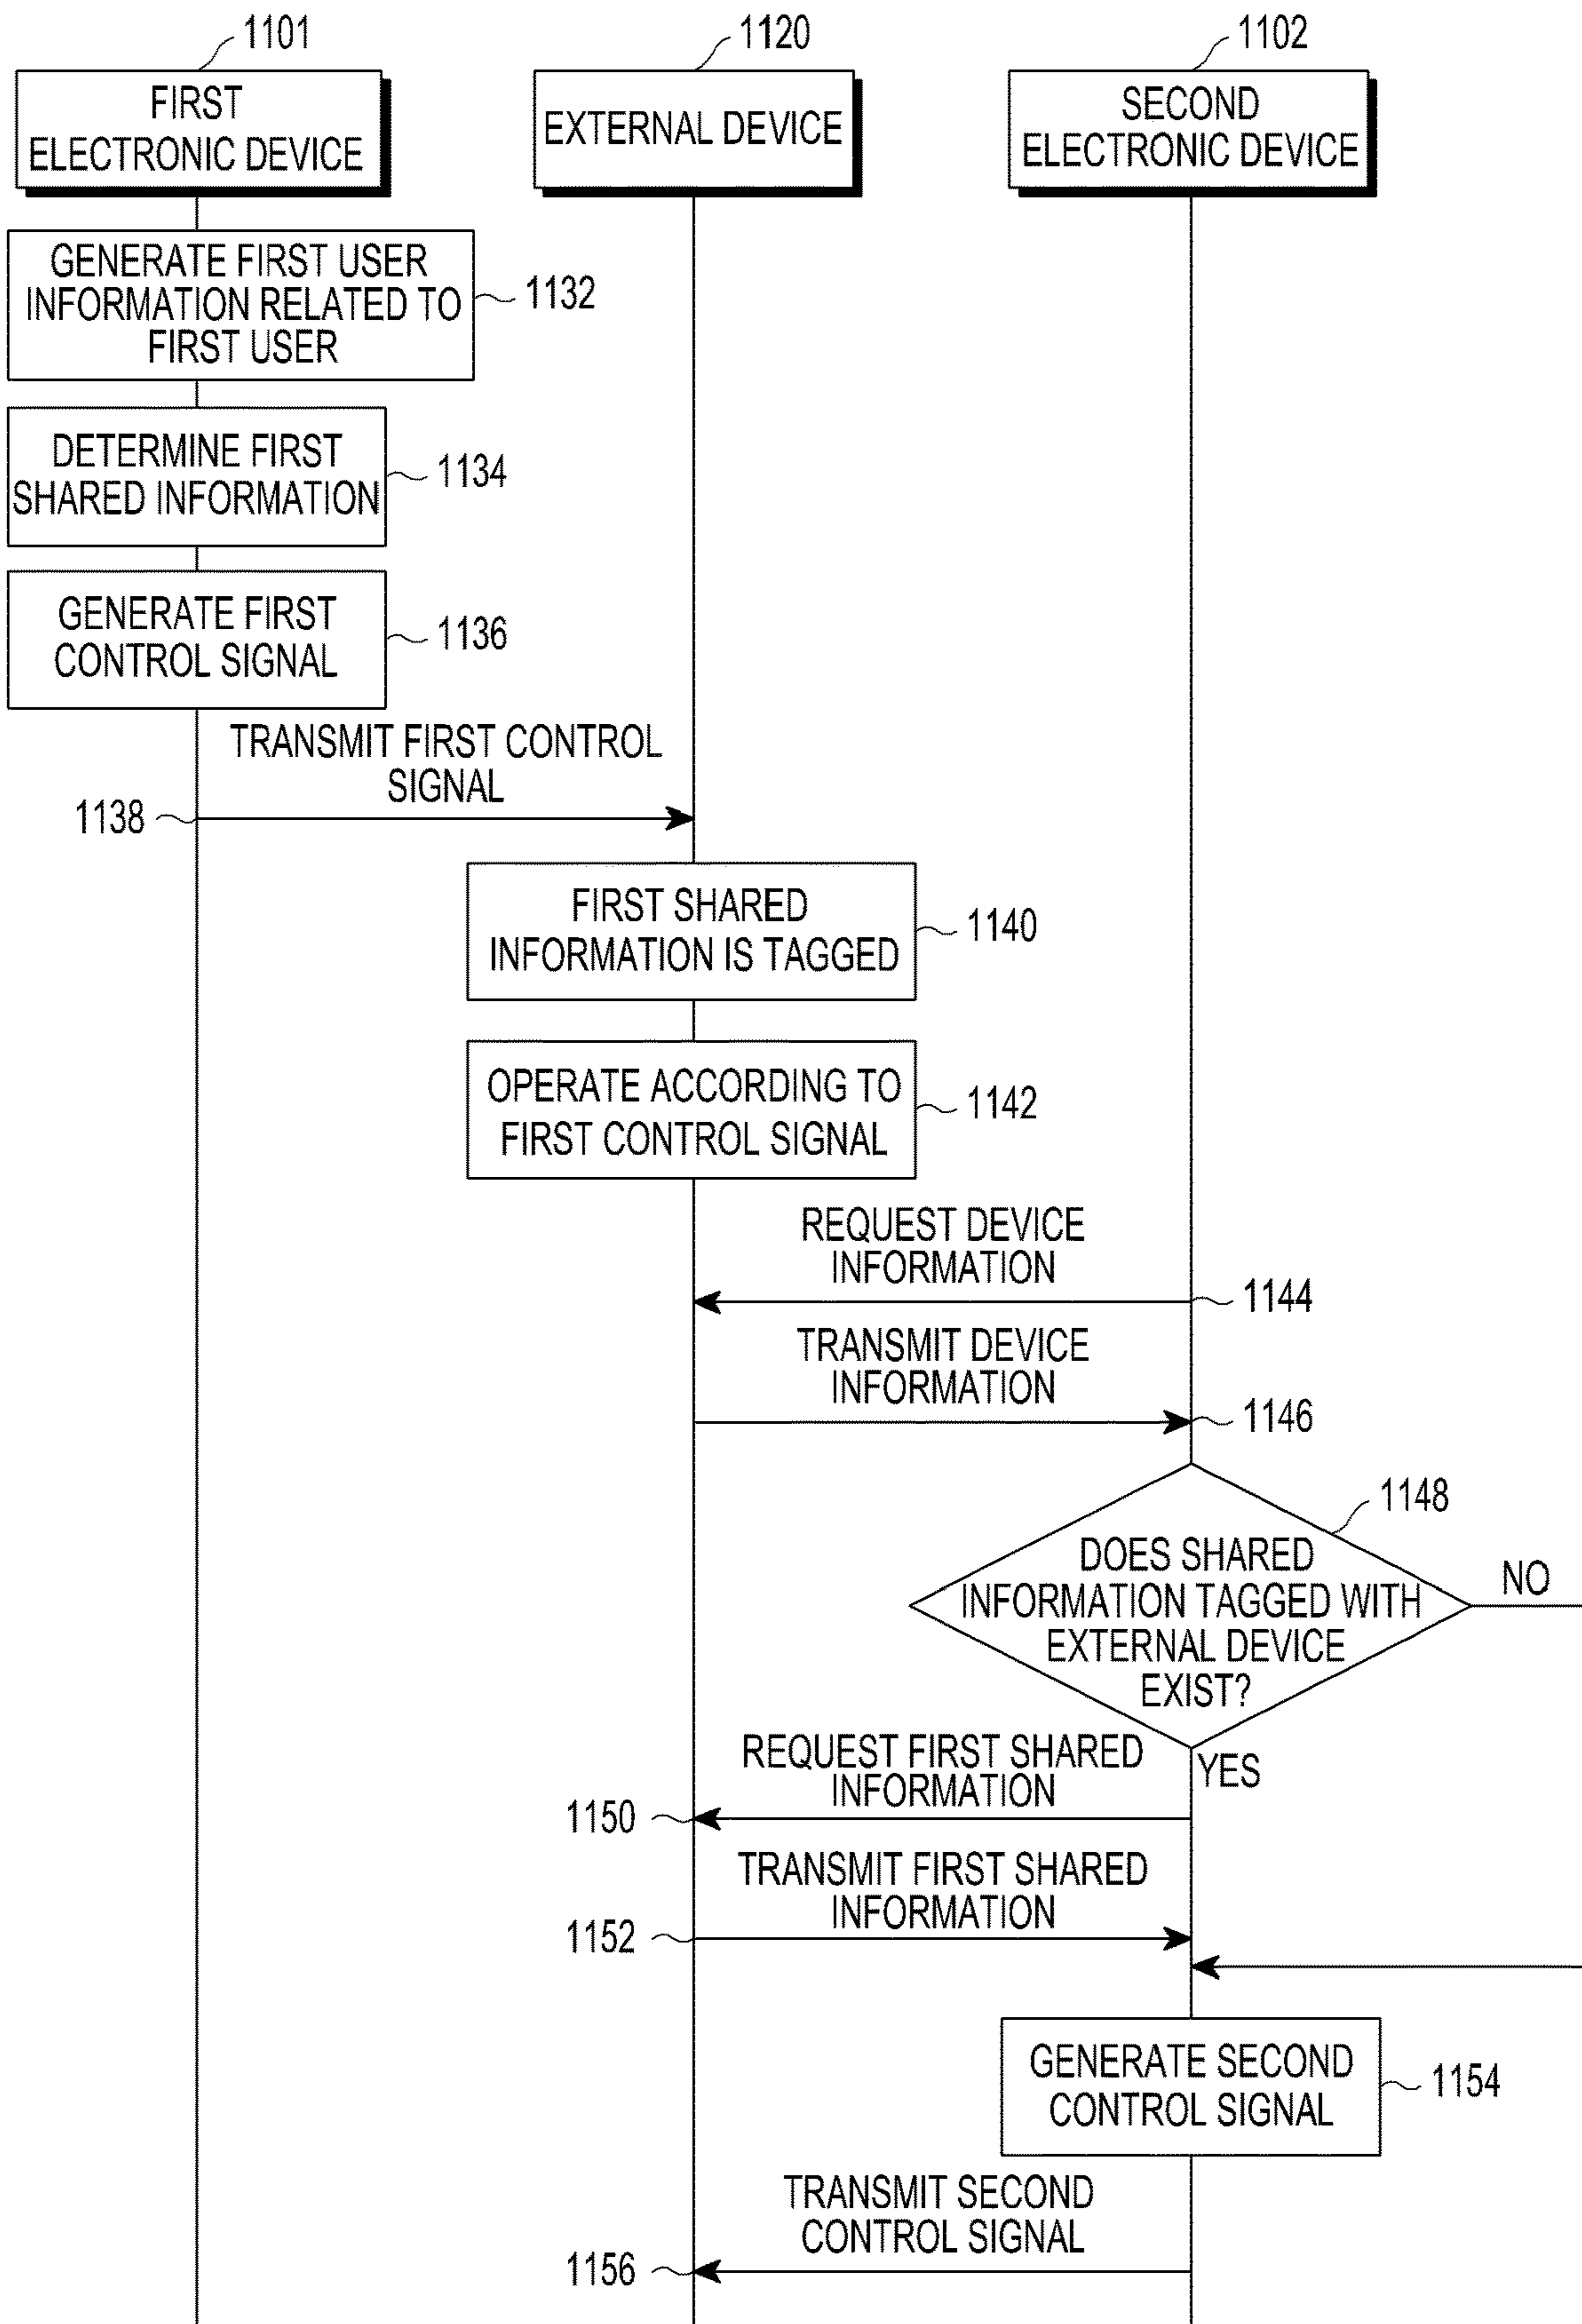 1101
1120
1102
FIRST
ELECTRONIC DEVICE
EXTERNAL DEVICE
SECOND
ELECTRONIC DEVICE
GENERATE FIRST USER
INFORMATION RELATED TO
FIRST USER
1132
DETERMINE FIRST
SHARED INFORMATION
1134
GENERATE FIRST
CONTROL SIGNAL
1136
TRANSMIT FIRST CONTROL
SIGNAL
1138
FIRST SHARED
INFORMATION IS TAGGED
1140
OPERATE ACCORDING TO
FIRST CONTROL SIGNAL
1142
REQUEST DEVICE
INFORMATION
1144
TRANSMIT DEVICE
INFORMATION
1146
1148
DOES SHARED
INFORMATION TAGGED WITH
EXTERNAL DEVICE
EXIST?
NO
YES
REQUEST FIRST SHARED
INFORMATION
1150
TRANSMIT FIRST SHARED
INFORMATION
1152
GENERATE SECOND
CONTROL SIGNAL
1154
TRANSMIT SECOND
CONTROL SIGNAL
1156